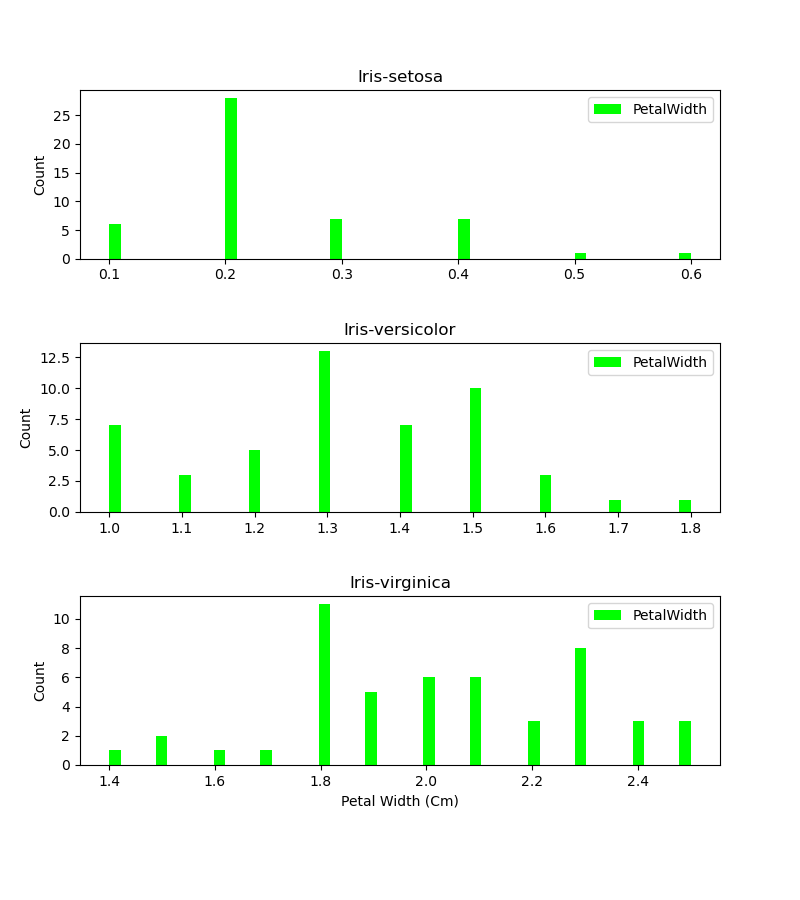 Iris-setosa
PetalWidth
Count
25
20
15
10
5
0
0.1 0.2 0.3 0.4 0.5 0.6
Iris-versicolor
PetalWidth
Count
12.5
10.0
7.5
5.0
2.5
0.0
1.0 1.1 1.2 1.3 1.4 1.5 1.6 1.7 1.8
Iris-virginica
PetalWidth
Count
10
8
6
4
2
0
1.4 1.6 1.8 2.0 2.2 2.4
Petal Width (Cm)